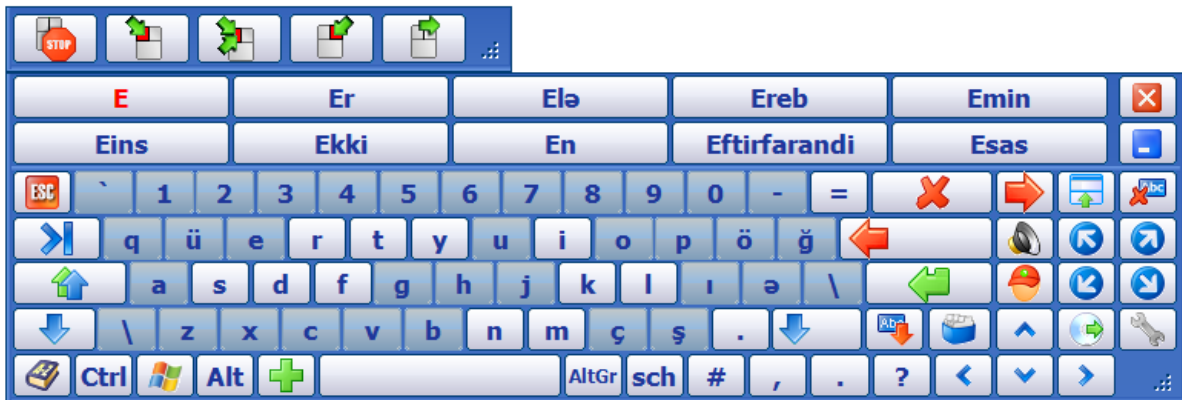 STOP
E Er Elə Ereb Emin
Eins Ekki En Eftirfarandi Esas
ESC ` 1 2 3 4 5 6 7 8 9 0 - = Abc
q ü e r t y u i o p ö ğ
a s d f g h j k l ı ə \
\ z x c v b n m ç ş . Abc
Ctrl Alt AltGr sch # , . ?